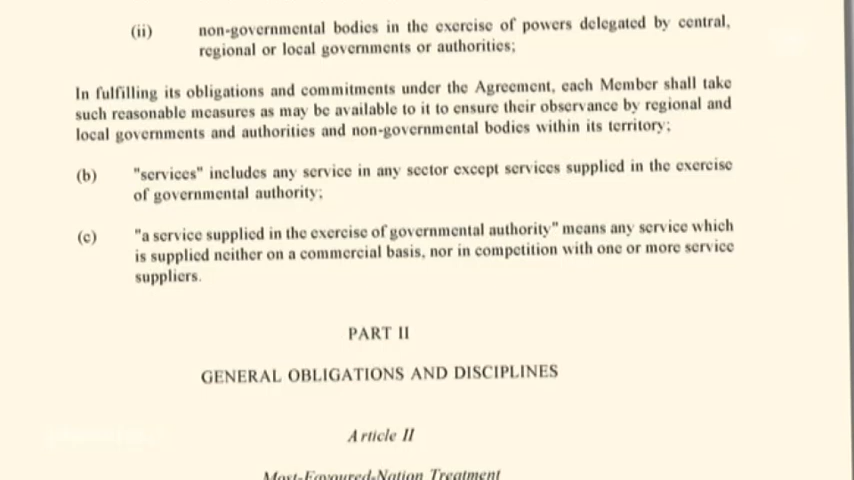 (ii) non-governmental bodies in the exercise of powers delegated by central,
regional or local governments or authorities;
In fulfilling its obligations and commitments under the Agreement, each Member shall take
such reasonable measures as may be available to it to ensure their observance by regional and
local governments and authorities and non-governmental bodies within its territory;
(b) "services" includes any service in any sector except services supplied in the exercise
of governmental authority;
(c) "a service supplied in the exercise of governmental authority" means any service which
is supplied neither on a commercial basis, nor in competition with one or more service
suppliers.
PART II
GENERAL OBLIGATIONS AND DISCIPLINES
Article II
Most-Favoured-Nation Treatment